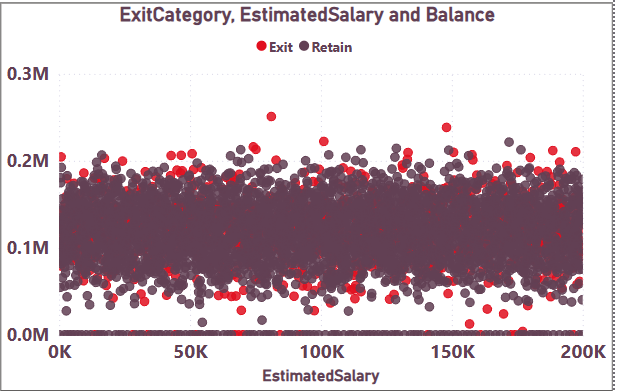 ExitCategory, EstimatedSalary and Balance
Exit Retain
0.3M
0.2M
0.1M
0.0M
0K 50K 100K 150K 200K
EstimatedSalary